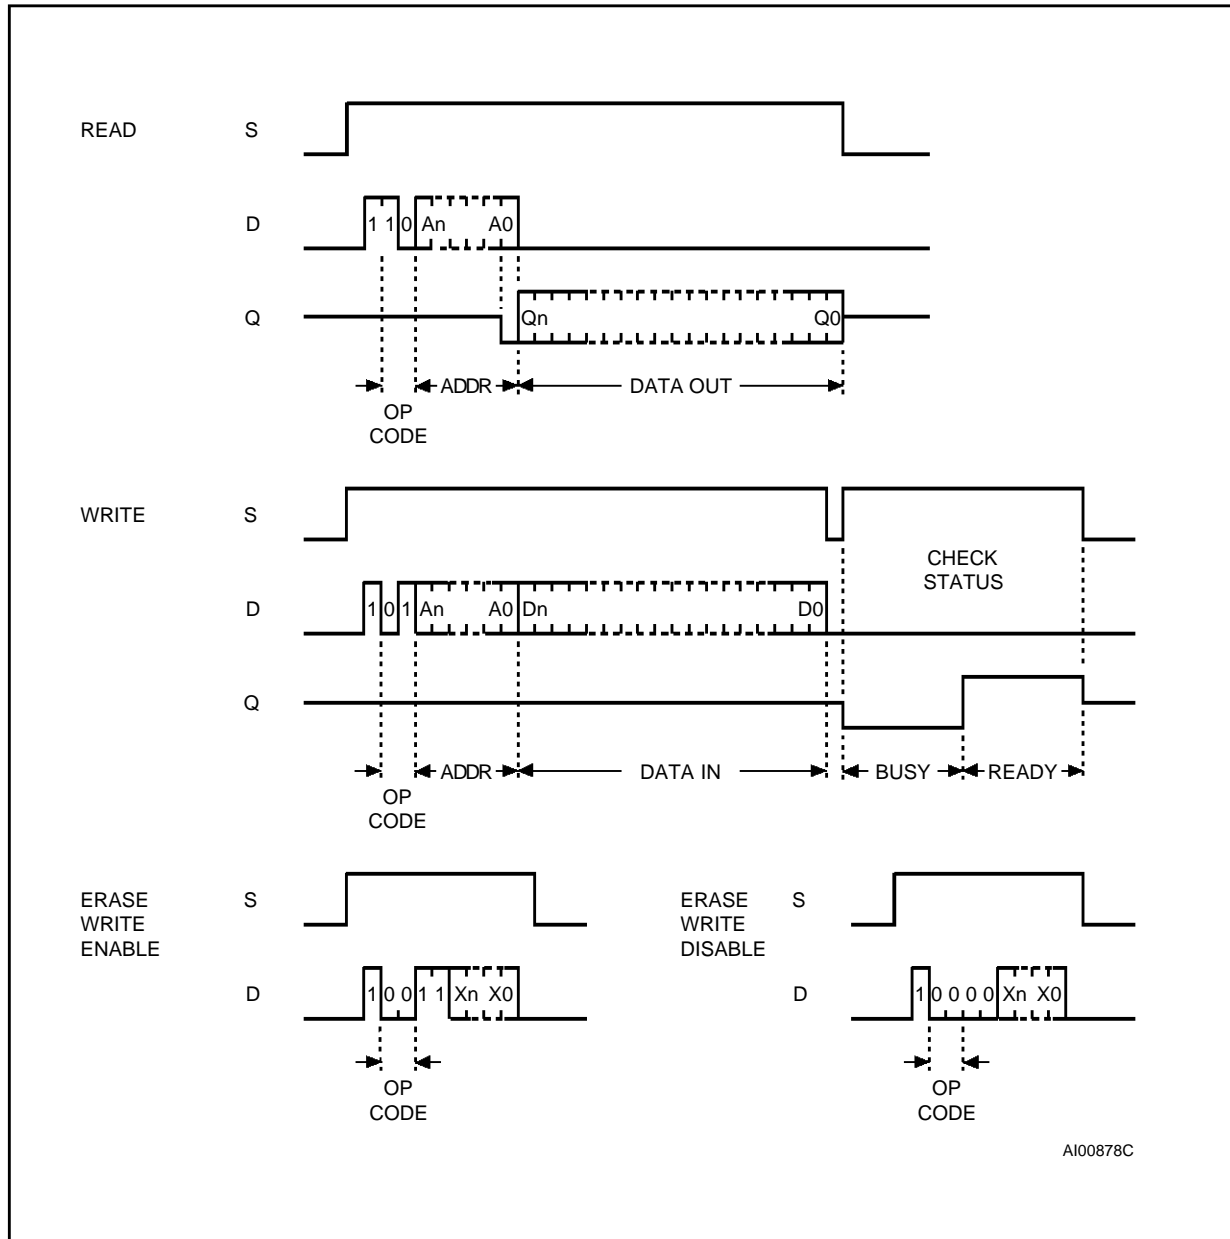 READ S
D 1 1 0 An A0
Q Qn Q0
ADDR DATA OUT
OP
CODE
WRITE S
CHECK
STATUS
D 1 0 1 An A0 Dn D0
Q
ADDR DATA IN BUSY READY
OP
CODE
ERASE S ERASE S
WRITE WRITE
ENABLE DISABLE
D 1 0 0 1 1 Xn X0 D 1 0 0 0 0 Xn X0
OP OP
CODE CODE
AI00878C